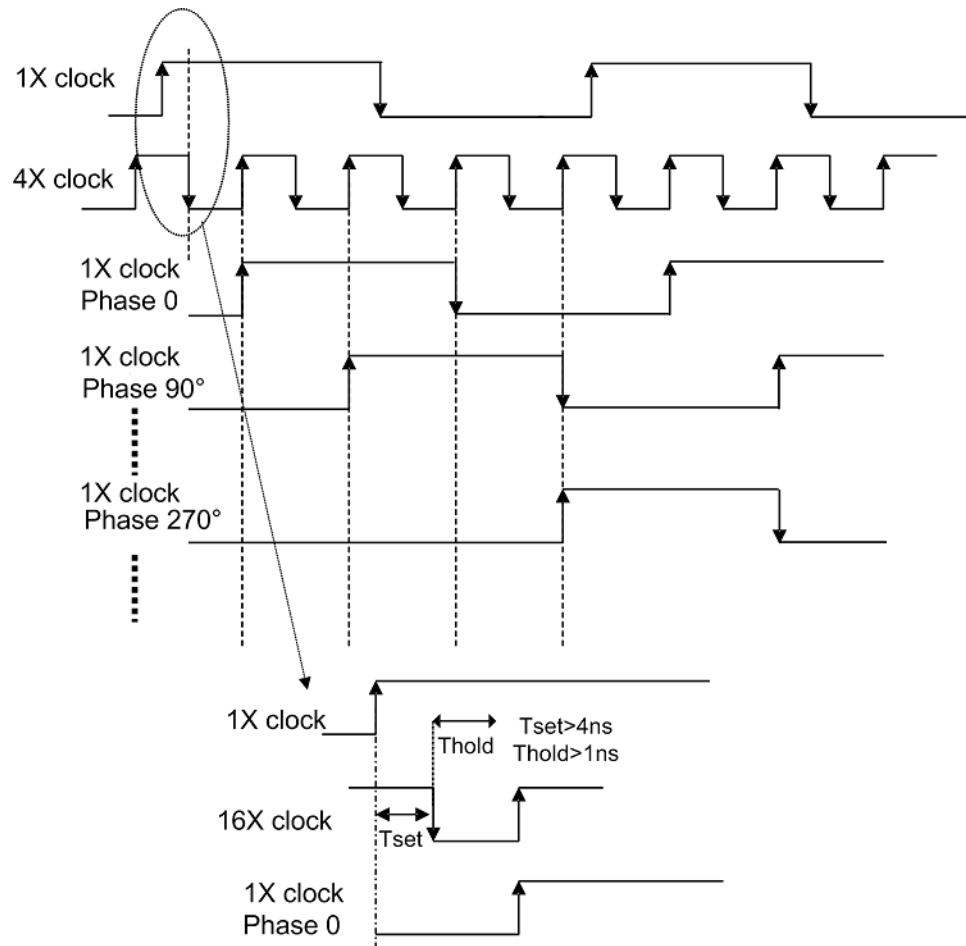 1X clock
4X clock
1X clock
Phase 0
1X clock
Phase 90°
1X clock
Phase 270°
1X clock
Thold
Tset>4ns
Thold>1ns
16X clock
Tset
1X clock
Phase 0